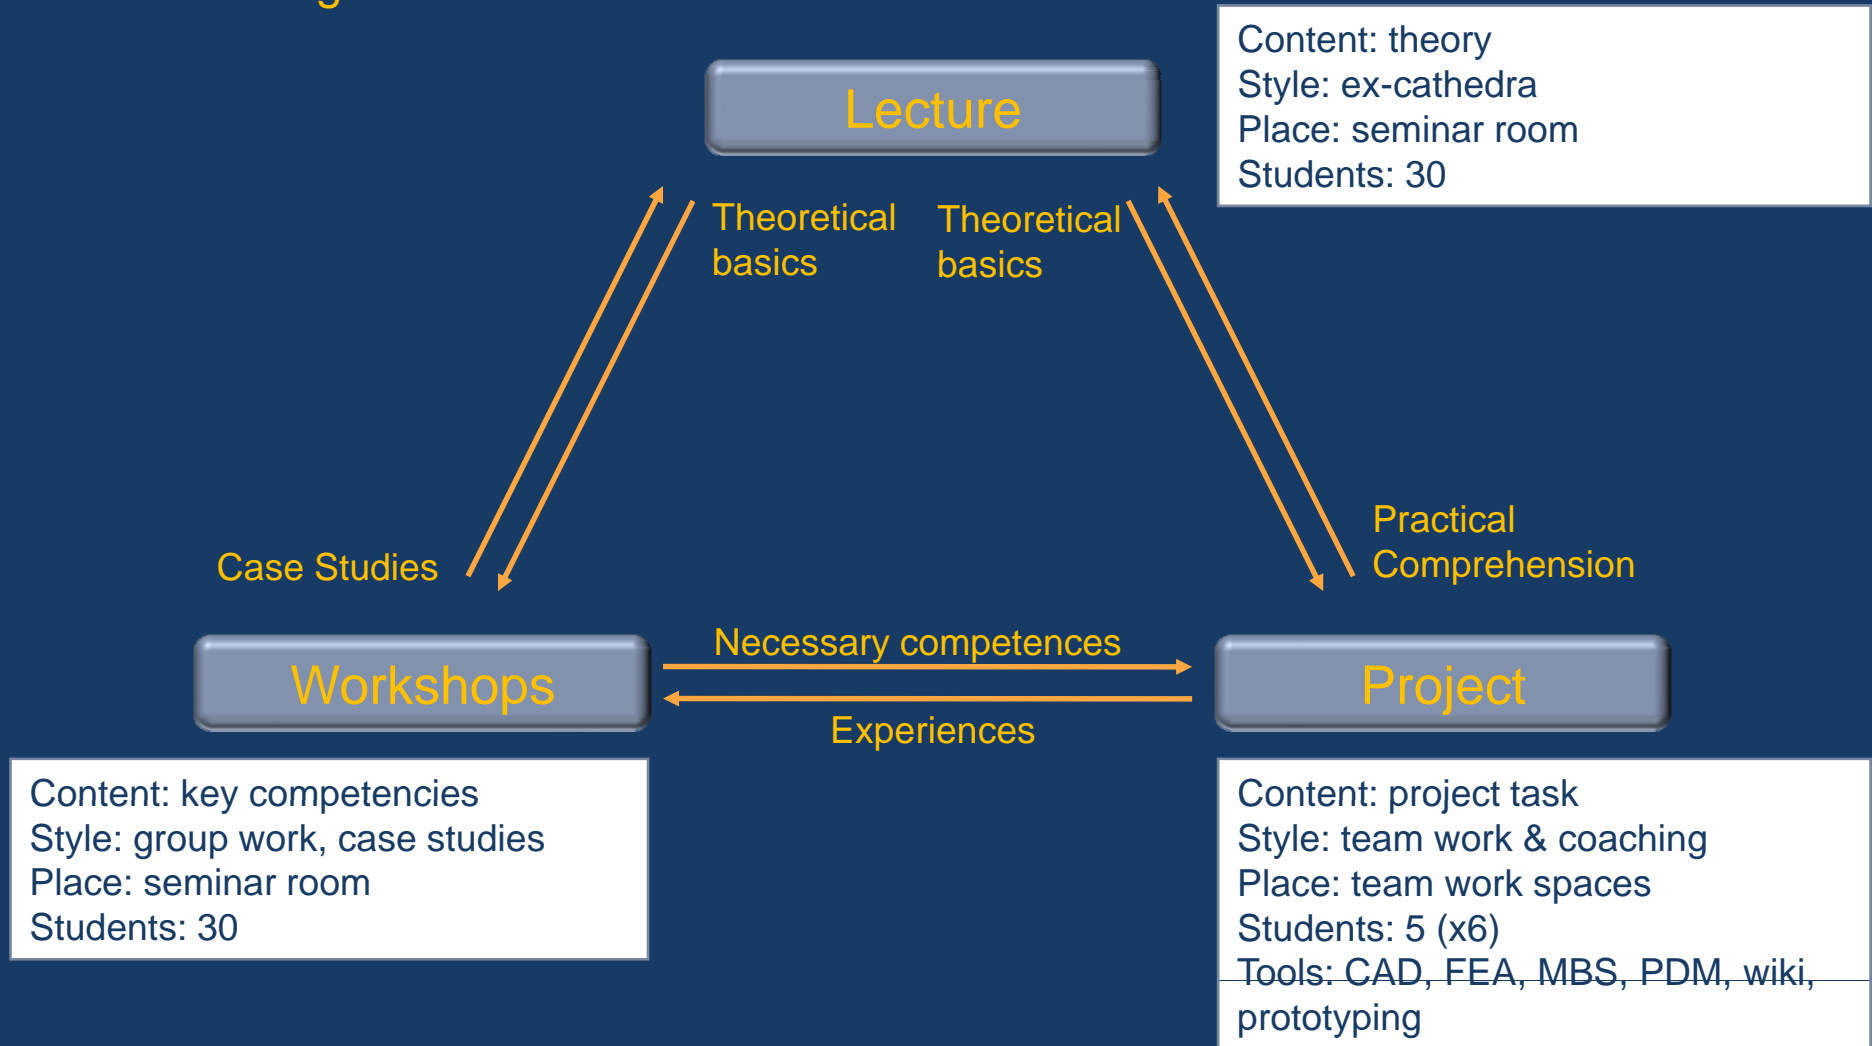 Lecture
Content: theory
Style: ex-cathedra
Place: seminar room
Students: 30
Theoretical
basics
Theoretical
basics
Case Studies
Practical
Comprehension
Necessary competences
Experiences
Workshops
Project
Content: key competencies
Style: group work, case studies
Place: seminar room
Students: 30
Content: project task
Style: team work & coaching
Place: team work spaces
Students: 5 (x6)
Tools: CAD, FEA, MBS, PDM, wiki,
prototyping